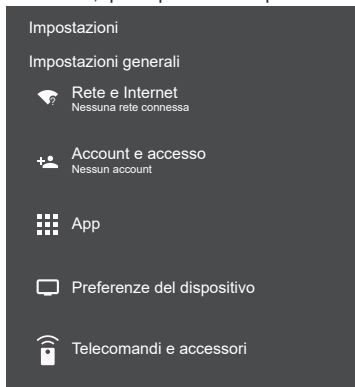 Impostazioni
Impostazioni generali
Rete e Internet
Nessuna rete connessa
Account e accesso
Nessun account
App
Preferenze del dispositivo
Telecomandi e accessori